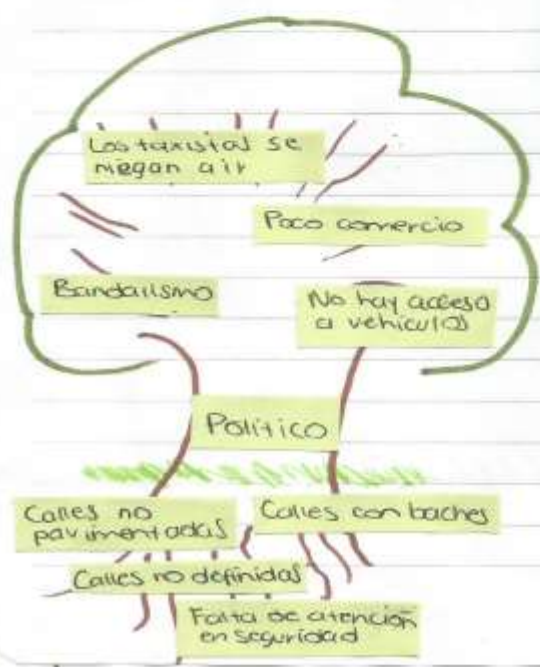 Los taxistas se
niegan a ir
Poco comercio
Bandalismo
No hay acceso
a vehiculos
Político
Calles no
pavimentadas
Calles con baches
Calles no definidas
Falta de atención
en seguridad